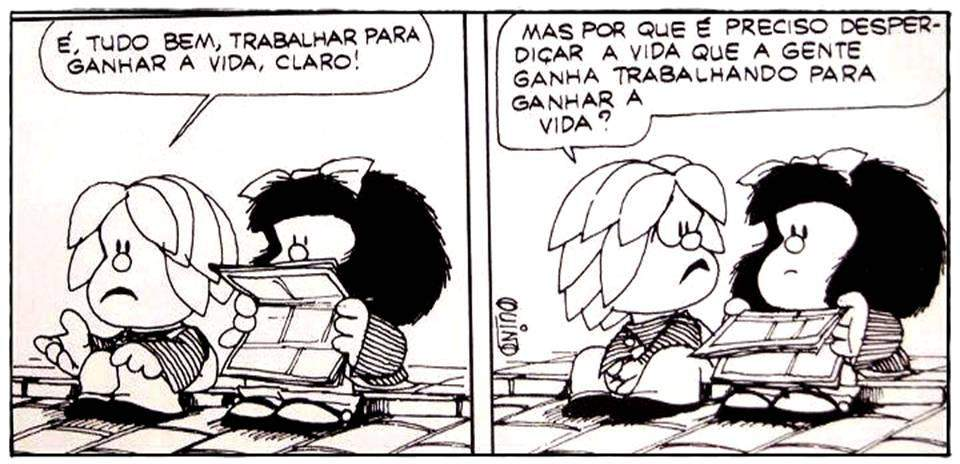 É, TUDO BEM, TRABALHAR PARA
GANHAR A VIDA, CLARO!
MAS POR QUE É PRECISO DESPER-
DIÇAR A VIDA QUE A GENTE
GANHA TRABALHANDO PARA
GANHAR A
VIDA?
QUINO